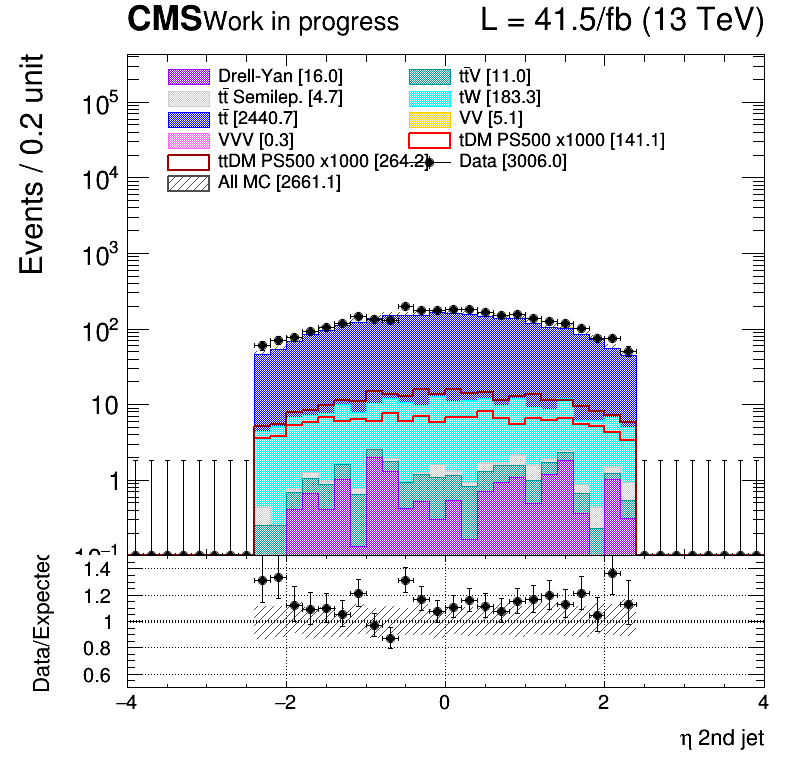 CMS Work in progress L = 41.5/fb (13 TeV)
Events / 0.2 unit
Drell-Yan [16.0] tt̄V [11.0]
tt̄ Semilep. [4.7] tW [183.3]
tt̄ [2440.7] VV [5.1]
VVV [0.3] tDM PS500 x1000 [141.1]
ttDM PS500 x1000 [264.2] Data [3006.0]
All MC [2661.1]
10⁵
10⁴
10³
10²
10
1
10⁻¹
Data/Expected
1.4
1.2
1
0.8
0.6
−4 −2 0 2 4
η 2nd jet